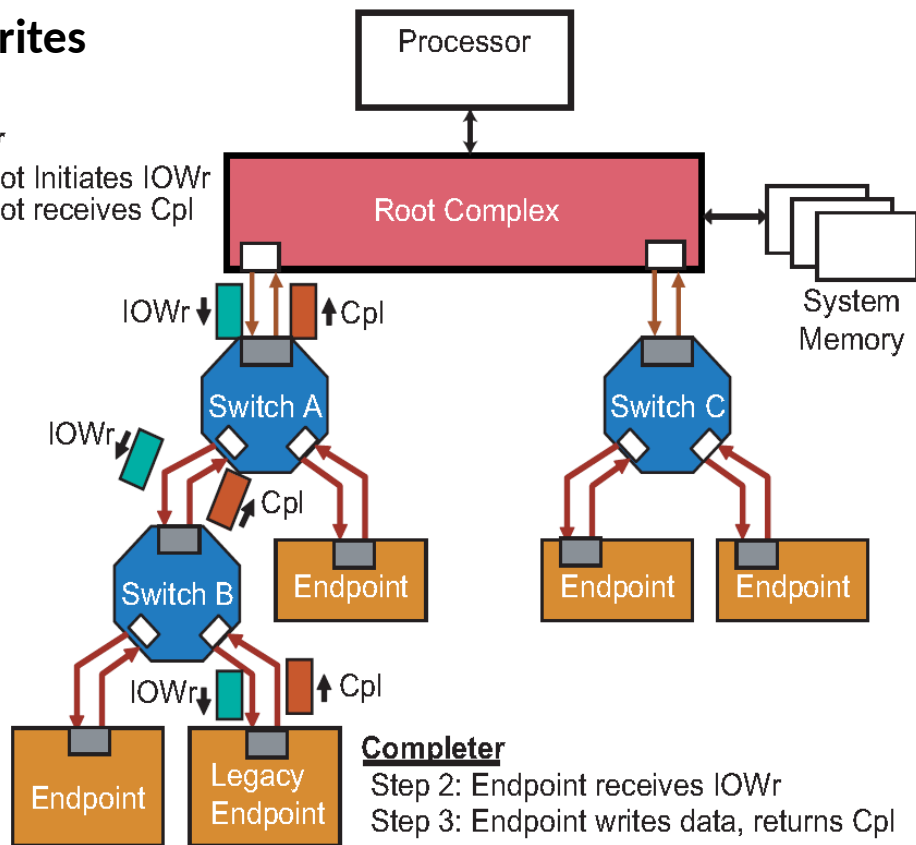 rites
Processor
r
ot Initiates IOWr
ot receives Cpl
Root Complex
System
Memory
IOWr
Cpl
Switch A
Switch C
IOWr
Cpl
Switch B
Endpoint
Endpoint
Endpoint
IOWr
Cpl
Endpoint
Legacy
Endpoint
Completer
Step 2: Endpoint receives IOWr
Step 3: Endpoint writes data, returns Cpl